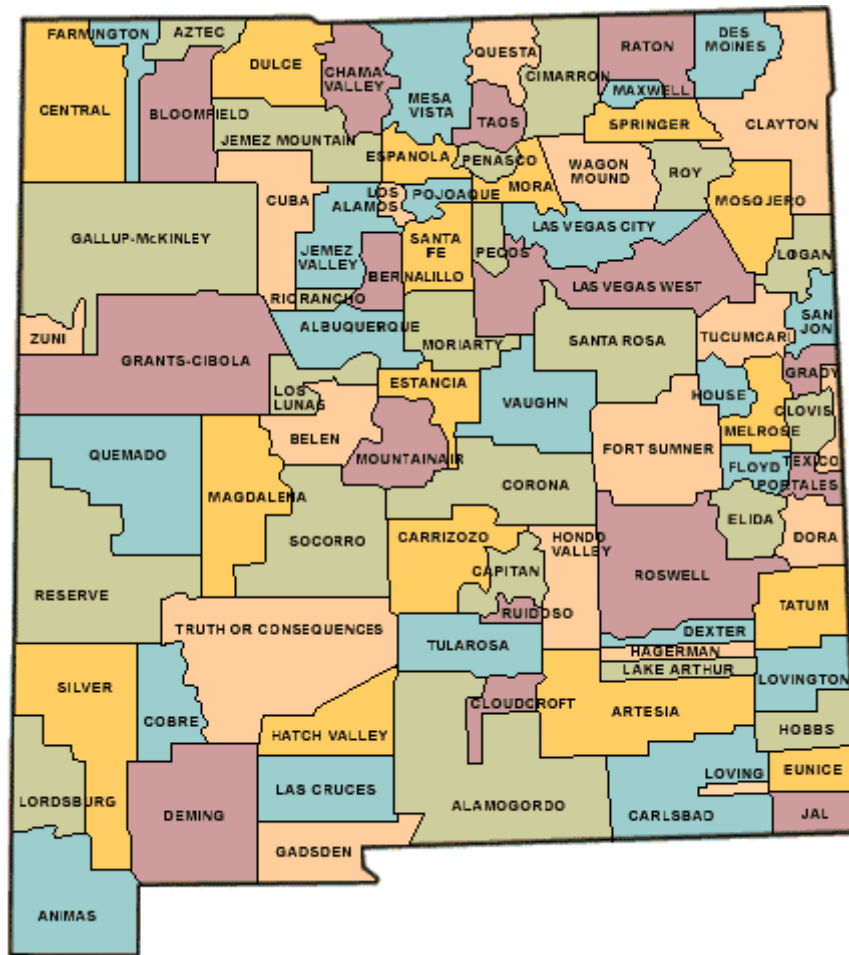 FARMINGTON
AZTEC
DULCE
CHAMA
VALLEY
MESA
VISTA
QUESTA
CIMARRON
RATON
DES
MOINES
CENTRAL
BLOOMFIELD
MAXWELL
TAOS
SPRINGER
CLAYTON
JEMEZ MOUNTAIN
ESPANOLA
PENASCO
WAGON
MOUND
ROY
CUBA
LOS
ALAMOS
POJOAQUE
MORA
MOSQJERO
GALLUP-McKINLEY
JEMEZ
VALLEY
SANTA
FE
PECOS
LAS VEGAS CITY
LOGAN
BERNALILLO
RIO RANCHO
LAS VEGAS WEST
ZUNI
ALBUQUERQUE
MORIARTY
SANTA ROSA
TUCUMCARI
SAN
JON
GRANTS-CIBOLA
ESTANCIA
GRADY
LOS
LUNAS
VAUGHN
HOUSE
CLOVIS
BELEN
MELROSE
QUEMADO
MOUNTAINAIR
FORT SUMNER
FLOYD
TEXICO
PORTALES
MAGDALENA
CORONA
SOCORRO
CARRIZOZO
HONDO
VALLEY
ELIDA
DORA
CAPITAN
ROSWELL
RESERVE
RUIDOSO
TATUM
TRUTH OR CONSEQUENCES
TULAROSA
DEXTER
HAGERMAN
LAKE ARTHUR
LOVINGTON
SILVER
COBRE
CLOUDCROFT
ARTESIA
HATCH VALLEY
HOBBS
LORDSBURG
LAS CRUCES
ALAMOGORDO
LOVING
EUNICE
DEMING
CARLSBAD
JAL
GADSDEN
ANIMAS